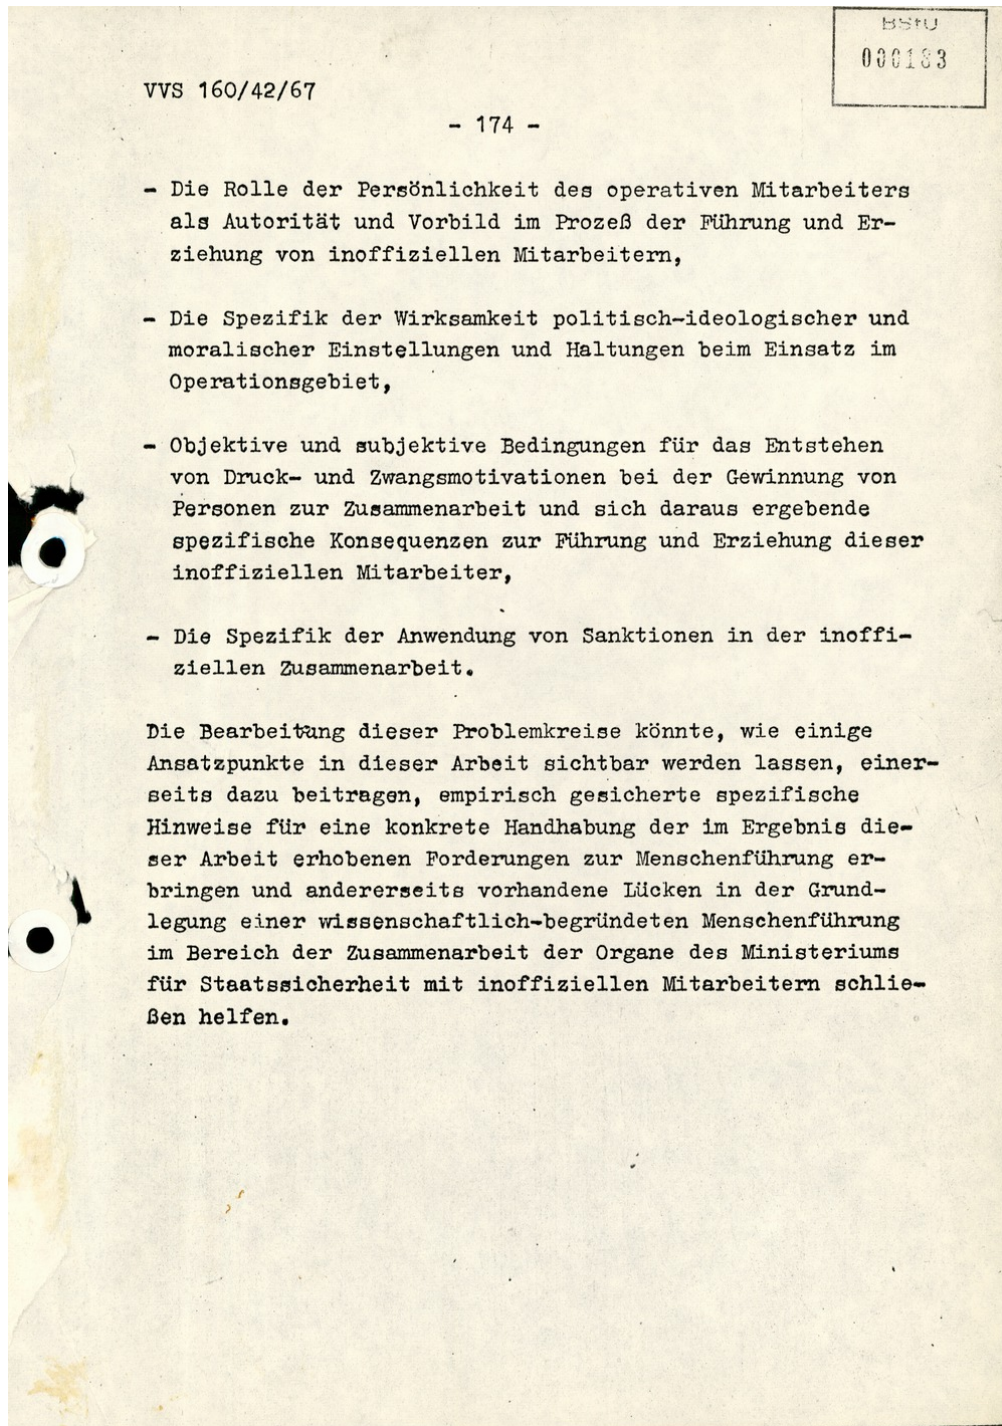 BStU
000183
VVS 160/42/67
- 174 -
- Die Rolle der Persönlichkeit des operativen Mitarbeiters
als Autorität und Vorbild im Prozeß der Führung und Er-
ziehung von inoffiziellen Mitarbeitern,
- Die Spezifik der Wirksamkeit politisch-ideologischer und
moralischer Einstellungen und Haltungen beim Einsatz im
Operationsgebiet,
- Objektive und subjektive Bedingungen für das Entstehen
von Druck- und Zwangsmotivationen bei der Gewinnung von
Personen zur Zusammenarbeit und sich daraus ergebende
spezifische Konsequenzen zur Führung und Erziehung dieser
inoffiziellen Mitarbeiter,
- Die Spezifik der Anwendung von Sanktionen in der inoffi-
ziellen Zusammenarbeit.
Die Bearbeitung dieser Problemkreise könnte, wie einige
Ansatzpunkte in dieser Arbeit sichtbar werden lassen, einer-
seits dazu beitragen, empirisch gesicherte spezifische
Hinweise für eine konkrete Handhabung der im Ergebnis die-
ser Arbeit erhobenen Forderungen zur Menschenführung er-
bringen und andererseits vorhandene Lücken in der Grund-
legung einer wissenschaftlich-begründeten Menschenführung
im Bereich der Zusammenarbeit der Organe des Ministeriums
für Staatssicherheit mit inoffiziellen Mitarbeitern schlie-
ßen helfen.